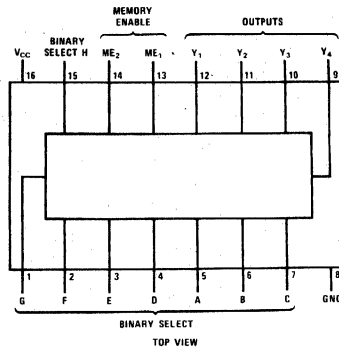 MEMORY
ENABLE
OUTPUTS
BINARY
VCC SELECT H ME2 ME1 Y1 Y2 Y3 Y4
16 15 14 13 12 11 10 9
1 2 3 4 5 6 7 8
G F E D A B C GND
BINARY SELECT
TOP VIEW